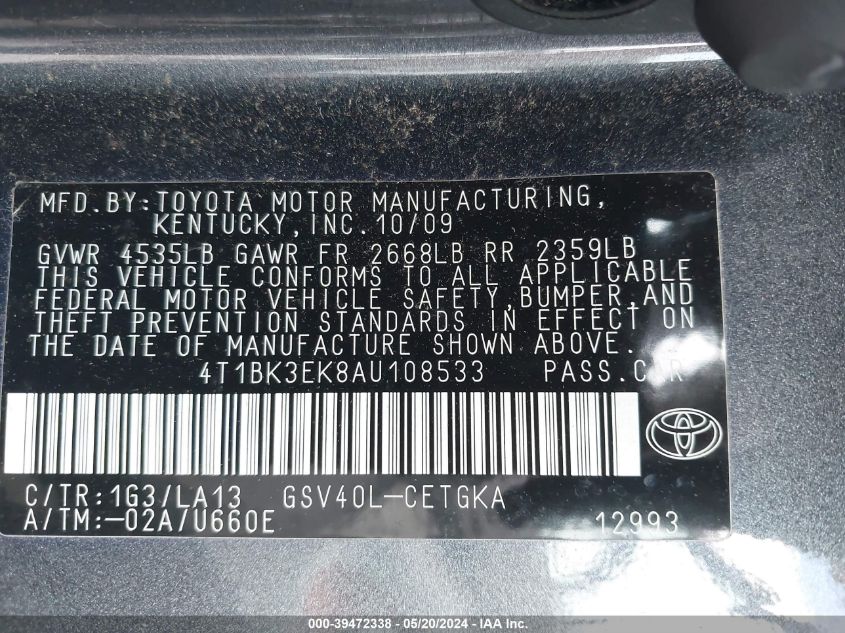 MFD.BY:TOYOTA MOTOR MANUFACTURING,
KENTUCKY,INC.10/09
GVWR 4535LB GAWR FR 2668LB RR 2359LB
THIS VEHICLE CONFORMS TO ALL APPLICABLE
FEDERAL MOTOR VEHICLE SAFETY,BUMPER,AND
THEFT PREVENTION STANDARDS IN EFFECT ON
THE DATE OF MANUFACTURE SHOWN ABOVE...
4T1BK3EK8AU108533 PASS.CAR
C/TR:1G3/LA13 GSV40L-CETGKA
A/TM:-02A/U660E 12993
000-39472338 - 05/20/2024 - IAA Inc.